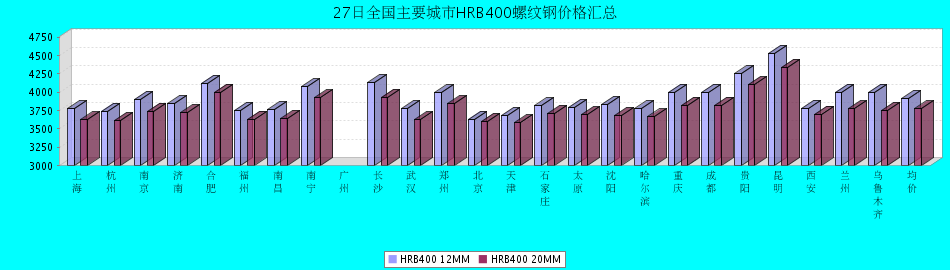 27日全国主要城市HRB400螺纹钢价格汇总
4750
4500
4250
4000
3750
3500
3250
3000
上海
杭州
南京
济南
合肥
福州
南昌
南宁
广州
长沙
武汉
郑州
北京
天津
石家庄
太原
沈阳
哈尔滨
重庆
成都
贵阳
昆明
西安
兰州
乌鲁木齐
均价
HRB400 12MM
HRB400 20MM